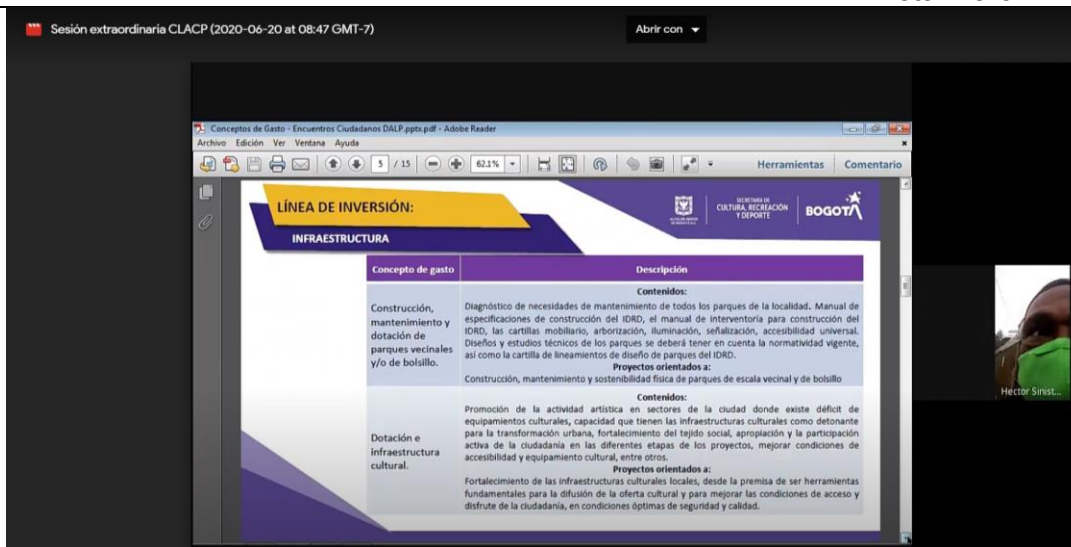 Sesión extraordinaria CLACP (2020-06-20 at 08:47 GMT-7)
Abrir con
Conceptos de Gasto - Encuentros Ciudadanos DALP.pptx.pdf - Adobe Reader
Archivo Edición Ver Ventana Ayuda
5 / 15 62.1% Herramientas Comentario
LÍNEA DE INVERSIÓN:
INFRAESTRUCTURA
SECRETARÍA DE
CULTURA, RECREACIÓN
Y DEPORTE
BOGOTÁ
Concepto de gasto
Descripción
Construcción,
mantenimiento y
dotación de
parques vecinales
y/o de bolsillo.
Contenidos:
Diagnóstico de necesidades de mantenimiento de todos los parques de la localidad. Manual de
especificaciones de construcción del IDRD, el manual de interventoría para construcción del
IDRD, las cartillas mobiliario, arborización, iluminación, señalización, accesibilidad universal.
Diseños y estudios técnicos de los parques se deberá tener en cuenta la normatividad vigente,
así como la cartilla de lineamientos de diseño de parques del IDRD.
Proyectos orientados a:
Construcción, mantenimiento y sostenibilidad física de parques de escala vecinal y de bolsillo
Dotación e
infraestructura
cultural.
Contenidos:
Promoción de la actividad artística en sectores de la ciudad donde existe déficit de
equipamientos culturales, capacidad que tienen las infraestructuras culturales como detonante
para la transformación urbana, fortalecimiento del tejido social, apropiación y la participación
activa de la ciudadanía en las diferentes etapas de los proyectos, mejorar condiciones de
accesibilidad y equipamiento cultural, entre otros.
Proyectos orientados a:
Fortalecimiento de las infraestructuras culturales locales, desde la premisa de ser herramientas
fundamentales para la difusión de la oferta cultural y para mejorar las condiciones de acceso y
disfrute de la ciudadanía, en condiciones óptimas de seguridad y calidad.
Hector Sinist...